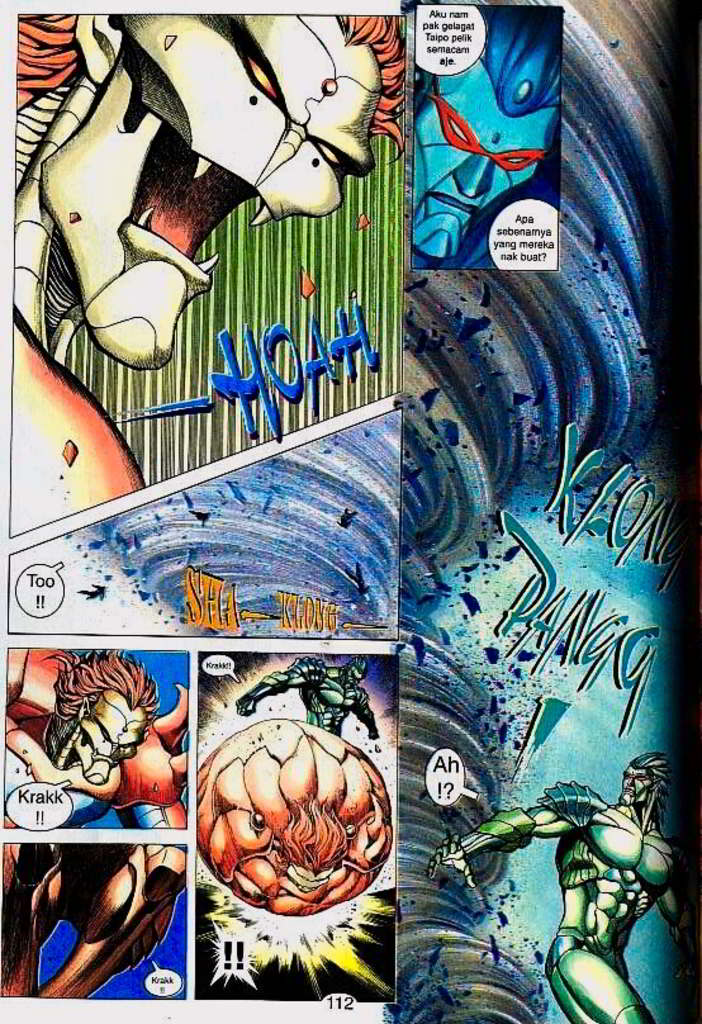 HOAH
Aku nam
pak gelagat
Taipo pelik
semacam
aje.
Apa
sebenarnya
yang mereka
nak buat?
Too
!!
SHA KLONG
KLONG
PANGG
Krakk
!!
Krakk!!
Krakk
!!
!!
Ah
!?
112